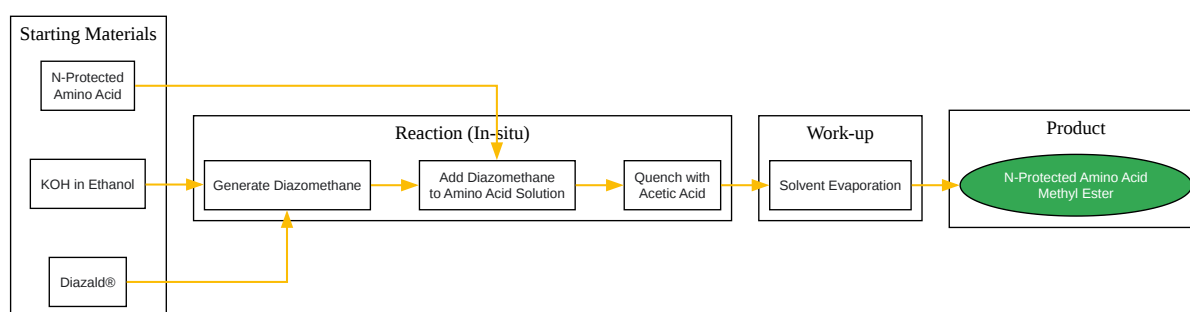 Starting Materials
N-Protected
Amino Acid
KOH in Ethanol
Diazald®
Reaction (In-situ)
Generate Diazomethane
Add Diazomethane
to Amino Acid Solution
Quench with
Acetic Acid
Work-up
Solvent Evaporation
Product
N-Protected Amino Acid
Methyl Ester